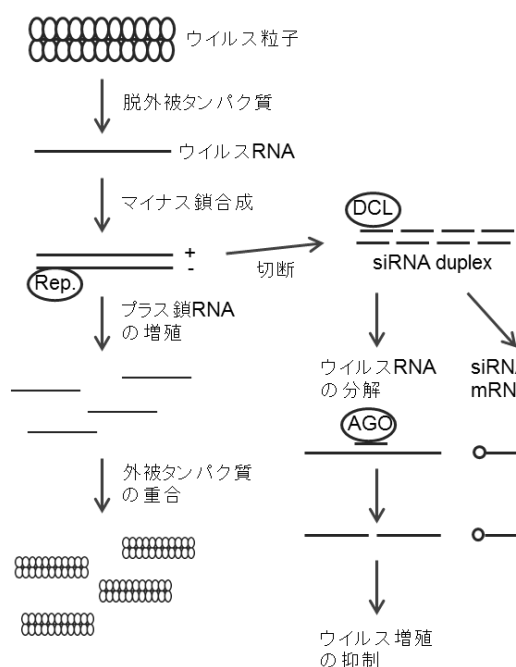 ウイルス粒子
脱外被タンパク質
ウイルスRNA
マイナス鎖合成
+
-
Rep.
切断
DCL
siRNA duplex
プラス鎖RNA
の増殖
外被タンパク質
の重合
ウイルスRNA
の分解
AGO
ウイルス増殖
の抑制
siRNA
mRN